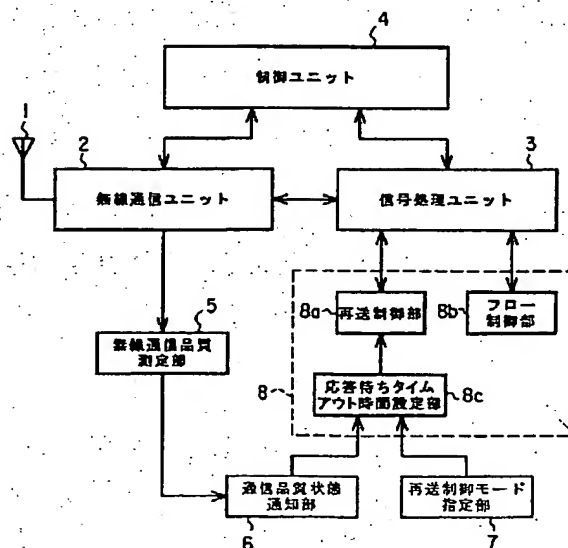 4
制御ユニット
1
2
無線通信ユニット
3
信号処理ユニット
5
無線通信品質
測定部
8a
再送制御部
8b
フロー
制御部
8
応答待ちタイム
アウト時間設定部
8c
通信品質状態
通知部
6
再送制御モード
指定部
7